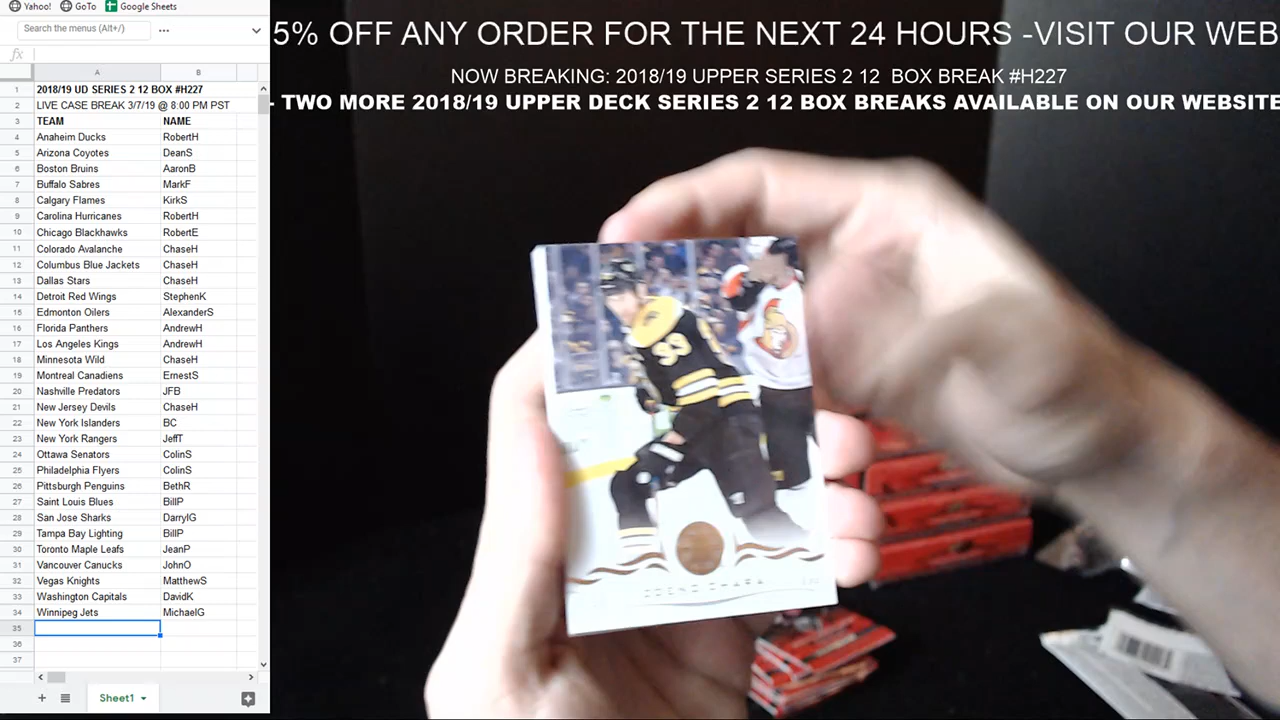 Yahoo! GoTo Google Sheets
Search the menus (Alt+/)
fx
A B
1 2018/19 UD SERIES 2 12 BOX #H227
2 LIVE CASE BREAK 3/7/19 @ 8:00 PM PST
3 TEAM NAME
4 Anaheim Ducks RobertH
5 Arizona Coyotes DeanS
6 Boston Bruins AaronB
7 Buffalo Sabres MarkF
8 Calgary Flames KirkS
9 Carolina Hurricanes RobertH
10 Chicago Blackhawks RobertE
11 Colorado Avalanche ChaseH
12 Columbus Blue Jackets ChaseH
13 Dallas Stars ChaseH
14 Detroit Red Wings StephenK
15 Edmonton Oilers AlexanderS
16 Florida Panthers AndrewH
17 Los Angeles Kings AndrewH
18 Minnesota Wild ChaseH
19 Montreal Canadiens ErnestS
20 Nashville Predators JFB
21 New Jersey Devils ChaseH
22 New York Islanders BC
23 New York Rangers JeffT
24 Ottawa Senators ColinS
25 Philadelphia Flyers ColinS
26 Pittsburgh Penguins BethR
27 Saint Louis Blues BillP
28 San Jose Sharks DarrylG
29 Tampa Bay Lighting BillP
30 Toronto Maple Leafs JeanP
31 Vancouver Canucks JohnO
32 Vegas Knights MatthewS
33 Washington Capitals DavidK
34 Winnipeg Jets MichaelG
35
36
37
Sheet1
5% OFF ANY ORDER FOR THE NEXT 24 HOURS -VISIT OUR WEB
NOW BREAKING: 2018/19 UPPER SERIES 2 12 BOX BREAK #H227
- TWO MORE 2018/19 UPPER DECK SERIES 2 12 BOX BREAKS AVAILABLE ON OUR WEBSITE
33
ZDENO CHARA